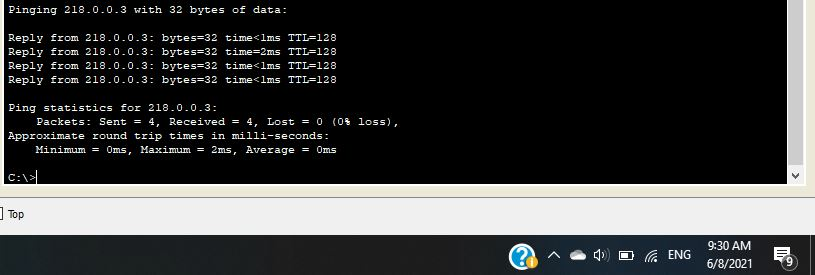 Pinging 218.0.0.3 with 32 bytes of data:
Reply from 218.0.0.3: bytes=32 time<1ms TTL=128
Reply from 218.0.0.3: bytes=32 time=2ms TTL=128
Reply from 218.0.0.3: bytes=32 time<1ms TTL=128
Reply from 218.0.0.3: bytes=32 time<1ms TTL=128
Ping statistics for 218.0.0.3:
Packets: Sent = 4, Received = 4, Lost = 0 (0% loss),
Approximate round trip times in milli-seconds:
Minimum = 0ms, Maximum = 2ms, Average = 0ms
C:\>
Top
ENG
9:30 AM
6/8/2021
9